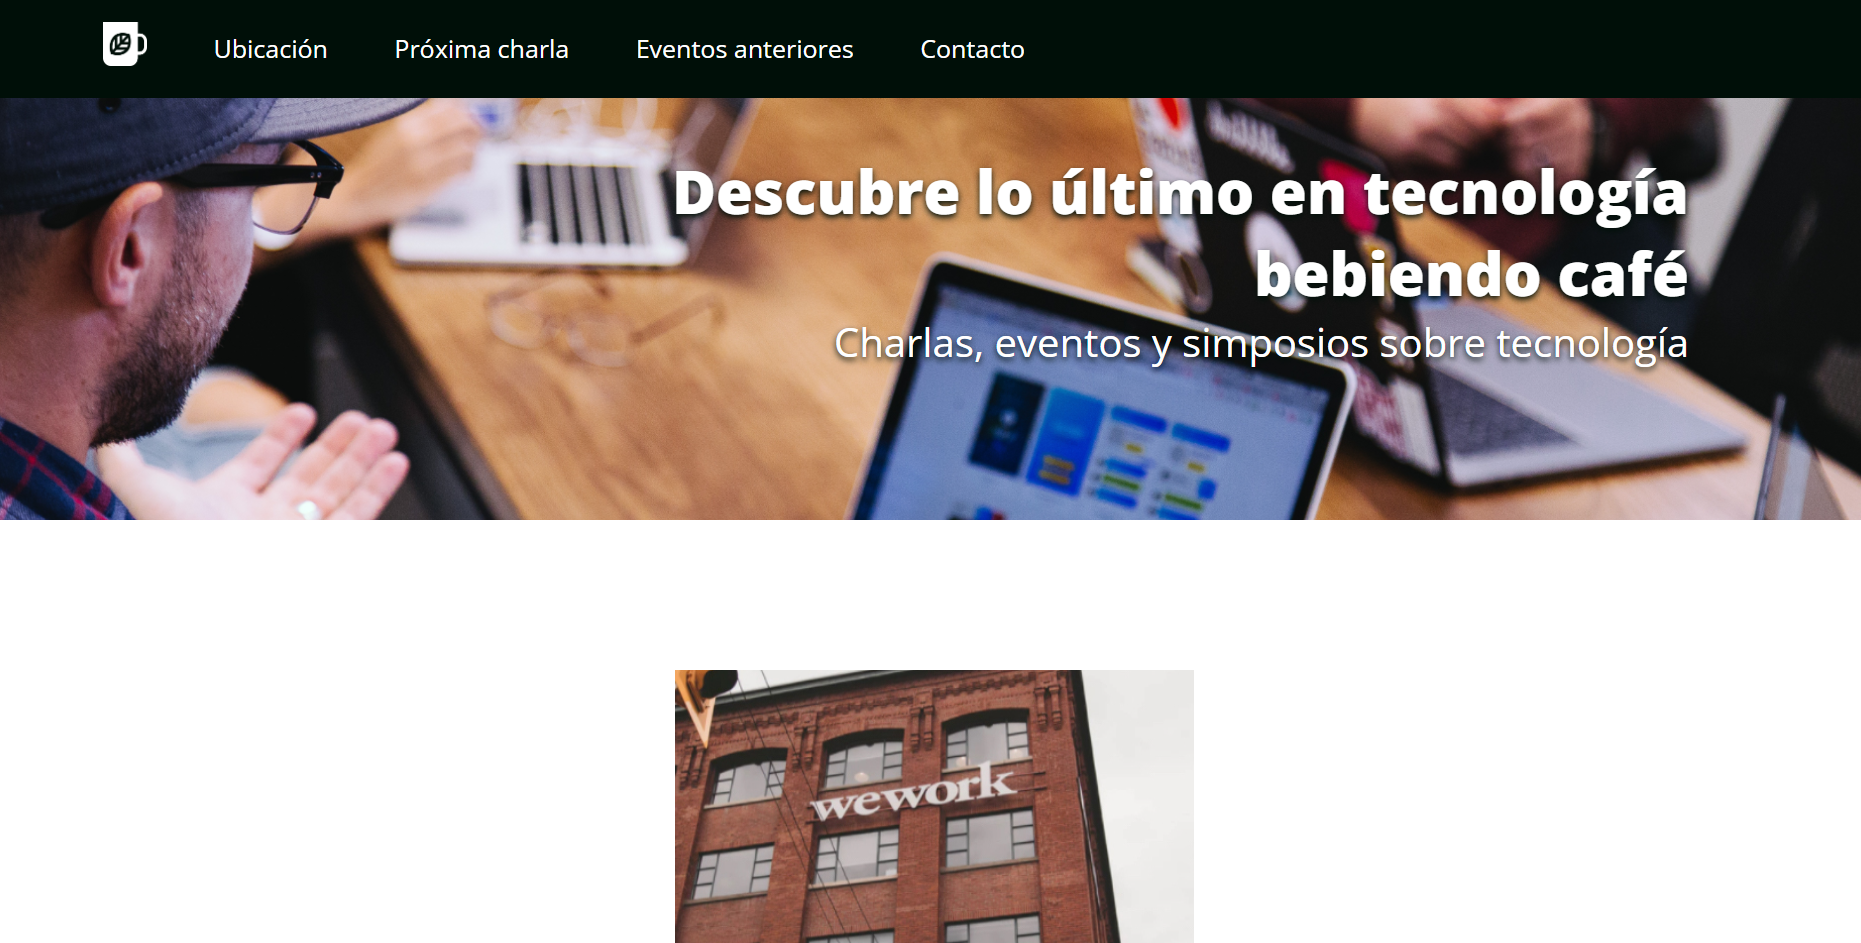 Ubicación
Próxima charla
Eventos anteriores
Contacto
Descubre lo último en tecnología
bebiendo café
Charlas, eventos y simposios sobre tecnología
wework